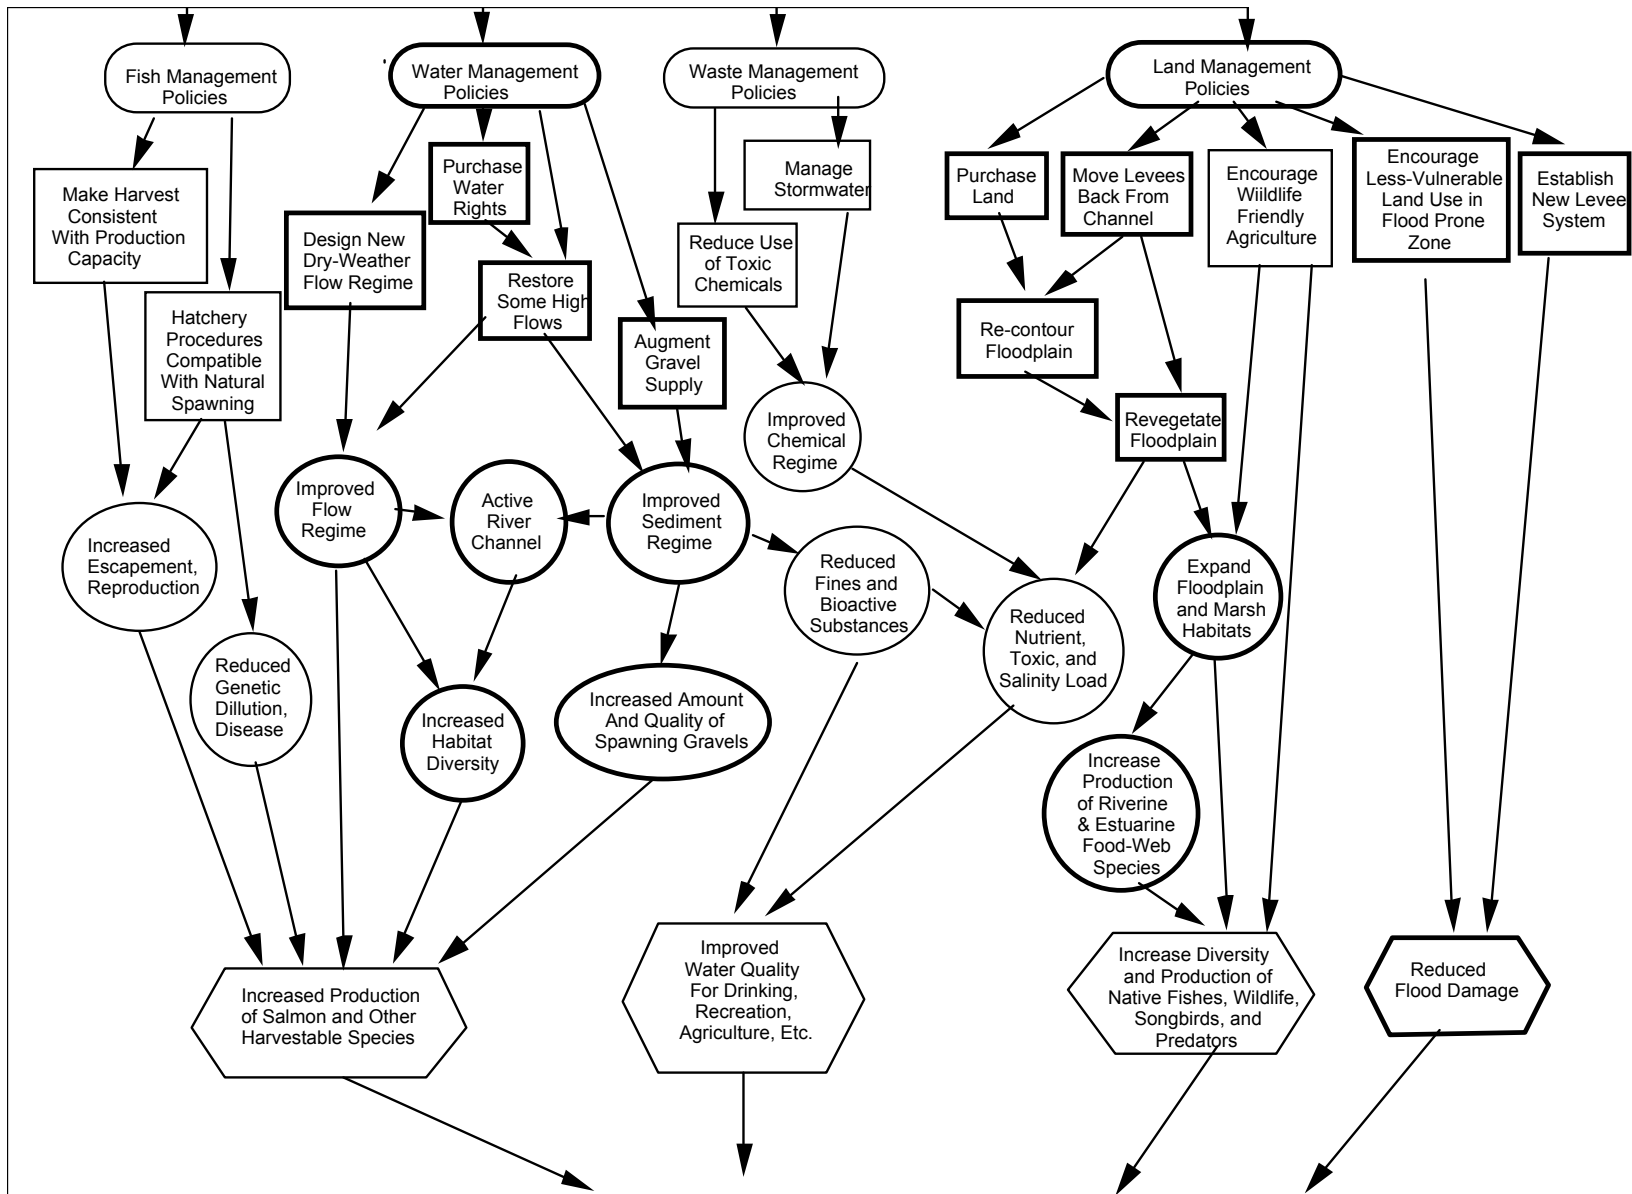 Fish Management
Policies
Water Management
Policies
Waste Management
Policies
Land Management
Policies
Make Harvest
Consistent
With Production
Capacity
Hatchery
Procedures
Compatible
With Natural
Spawning
Design New
Dry-Weather
Flow Regime
Purchase
Water
Rights
Restore
Some High
Flows
Augment
Gravel
Supply
Reduce Use
of Toxic
Chemicals
Manage
Stormwater
Purchase
Land
Move Levees
Back From
Channel
Encourage
Wiildlife
Friendly
Agriculture
Encourage
Less-Vulnerable
Land Use in
Flood Prone
Zone
Establish
New Levee
System
Re-contour
Floodplain
Revegetate
Floodplain
Improved
Chemical
Regime
Improved
Flow
Regime
Active
River
Channel
Improved
Sediment
Regime
Increased
Escapement,
Reproduction
Reduced
Fines and
Bioactive
Substances
Reduced
Nutrient,
Toxic, and
Salinity Load
Expand
Floodplain
and Marsh
Habitats
Reduced
Genetic
Dillution,
Disease
Increased
Habitat
Diversity
Increased Amount
And Quality of
Spawning Gravels
Increase
Production
of Riverine
& Estuarine
Food-Web
Species
Increased Production
of Salmon and Other
Harvestable Species
Improved
Water Quality
For Drinking,
Recreation,
Agriculture, Etc.
Increase Diversity
and Production of
Native Fishes, Wildlife,
Songbirds, and
Predators
Reduced
Flood Damage